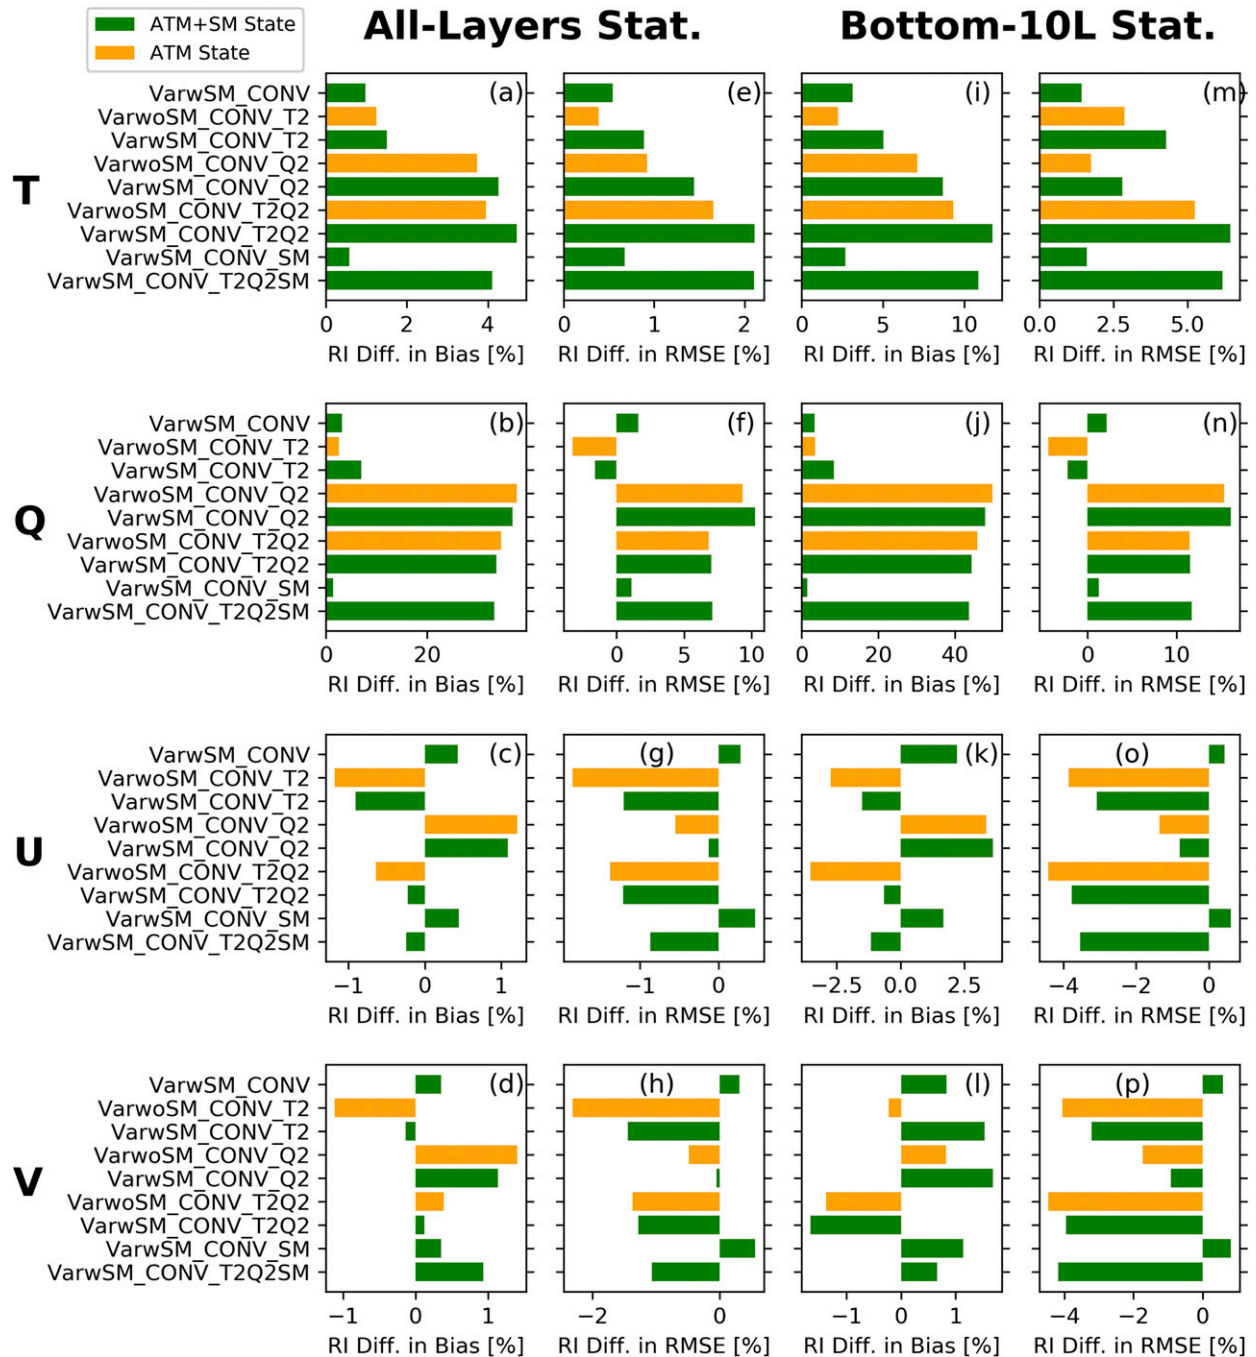 ATM+SM State
ATM State
All-Layers Stat.
Bottom-10L Stat.
T
VarwSM_CONV
VarwoSM_CONV_T2
VarwSM_CONV_T2
VarwoSM_CONV_Q2
VarwSM_CONV_Q2
VarwoSM_CONV_T2Q2
VarwSM_CONV_T2Q2
VarwSM_CONV_SM
VarwSM_CONV_T2Q2SM
(a) (e) (i) (m)
0 2 4 0 1 2 0 5 10 0.0 2.5 5.0
RI Diff. in Bias [%] RI Diff. in RMSE [%] RI Diff. in Bias [%] RI Diff. in RMSE [%]
Q
VarwSM_CONV
VarwoSM_CONV_T2
VarwSM_CONV_T2
VarwoSM_CONV_Q2
VarwSM_CONV_Q2
VarwoSM_CONV_T2Q2
VarwSM_CONV_T2Q2
VarwSM_CONV_SM
VarwSM_CONV_T2Q2SM
(b) (f) (j) (n)
0 20 0 5 10 0 20 40 0 10
RI Diff. in Bias [%] RI Diff. in RMSE [%] RI Diff. in Bias [%] RI Diff. in RMSE [%]
U
VarwSM_CONV
VarwoSM_CONV_T2
VarwSM_CONV_T2
VarwoSM_CONV_Q2
VarwSM_CONV_Q2
VarwoSM_CONV_T2Q2
VarwSM_CONV_T2Q2
VarwSM_CONV_SM
VarwSM_CONV_T2Q2SM
(c) (g) (k) (o)
−1 0 1 −1 0 −2.5 0.0 2.5 −4 −2 0
RI Diff. in Bias [%] RI Diff. in RMSE [%] RI Diff. in Bias [%] RI Diff. in RMSE [%]
V
VarwSM_CONV
VarwoSM_CONV_T2
VarwSM_CONV_T2
VarwoSM_CONV_Q2
VarwSM_CONV_Q2
VarwoSM_CONV_T2Q2
VarwSM_CONV_T2Q2
VarwSM_CONV_SM
VarwSM_CONV_T2Q2SM
(d) (h) (l) (p)
−1 0 1 −2 0 −1 0 1 −4 −2 0
RI Diff. in Bias [%] RI Diff. in RMSE [%] RI Diff. in Bias [%] RI Diff. in RMSE [%]